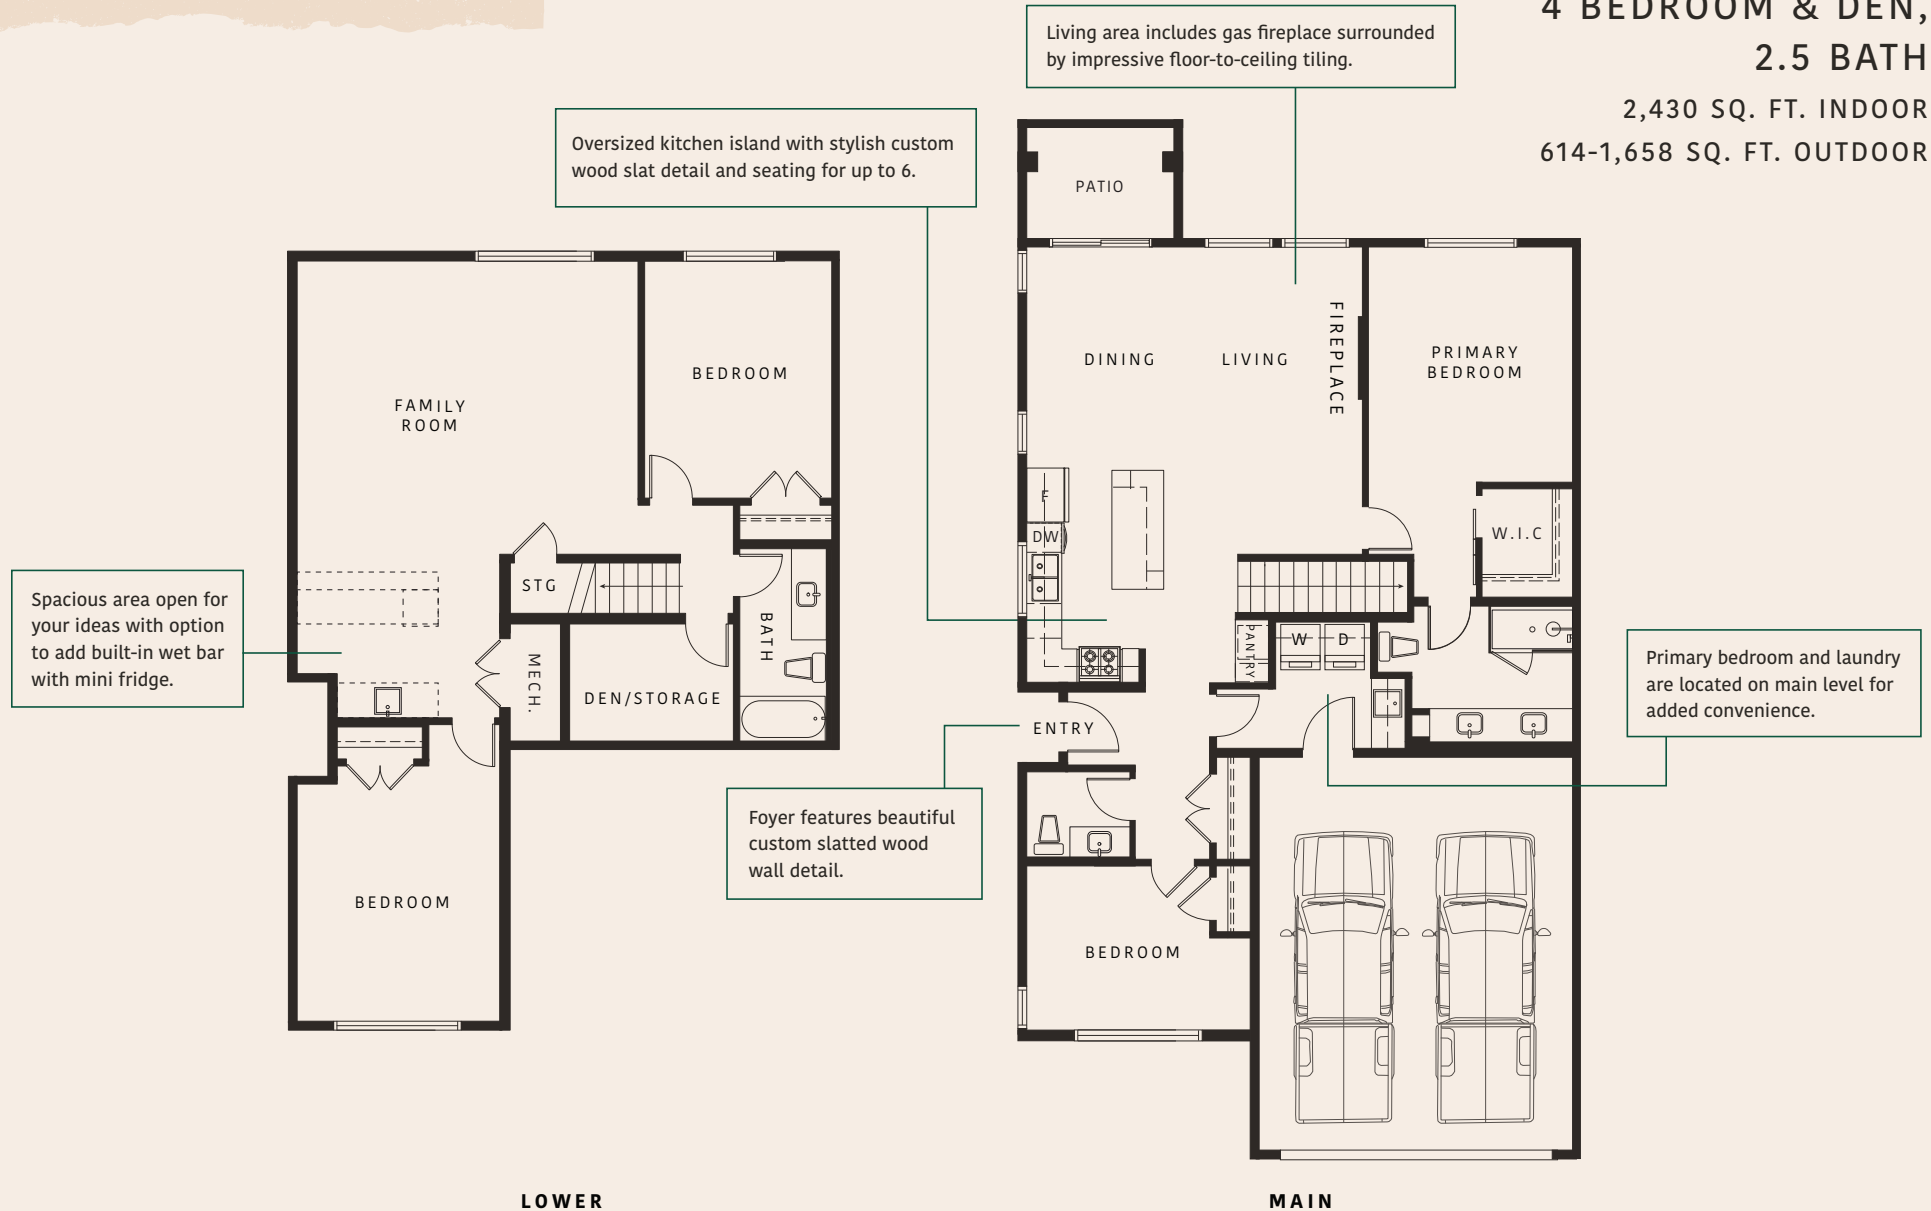 4 BEDROOM & DEN,
2.5 BATH
2,430 SQ. FT. INDOOR
614-1,658 SQ. FT. OUTDOOR
Living area includes gas fireplace surrounded
by impressive floor-to-ceiling tiling.
Oversized kitchen island with stylish custom
wood slat detail and seating for up to 6.
Spacious area open for
your ideas with option
to add built-in wet bar
with mini fridge.
FAMILY
ROOM
BEDROOM
STG
MECH.
DEN/STORAGE
BATH
BEDROOM
LOWER
PATIO
DINING
LIVING
FIREPLACE
PRIMARY
BEDROOM
F
DW
W.I.C
PANTRY
W
D
ENTRY
Primary bedroom and laundry
are located on main level for
added convenience.
Foyer features beautiful
custom slatted wood
wall detail.
BEDROOM
MAIN